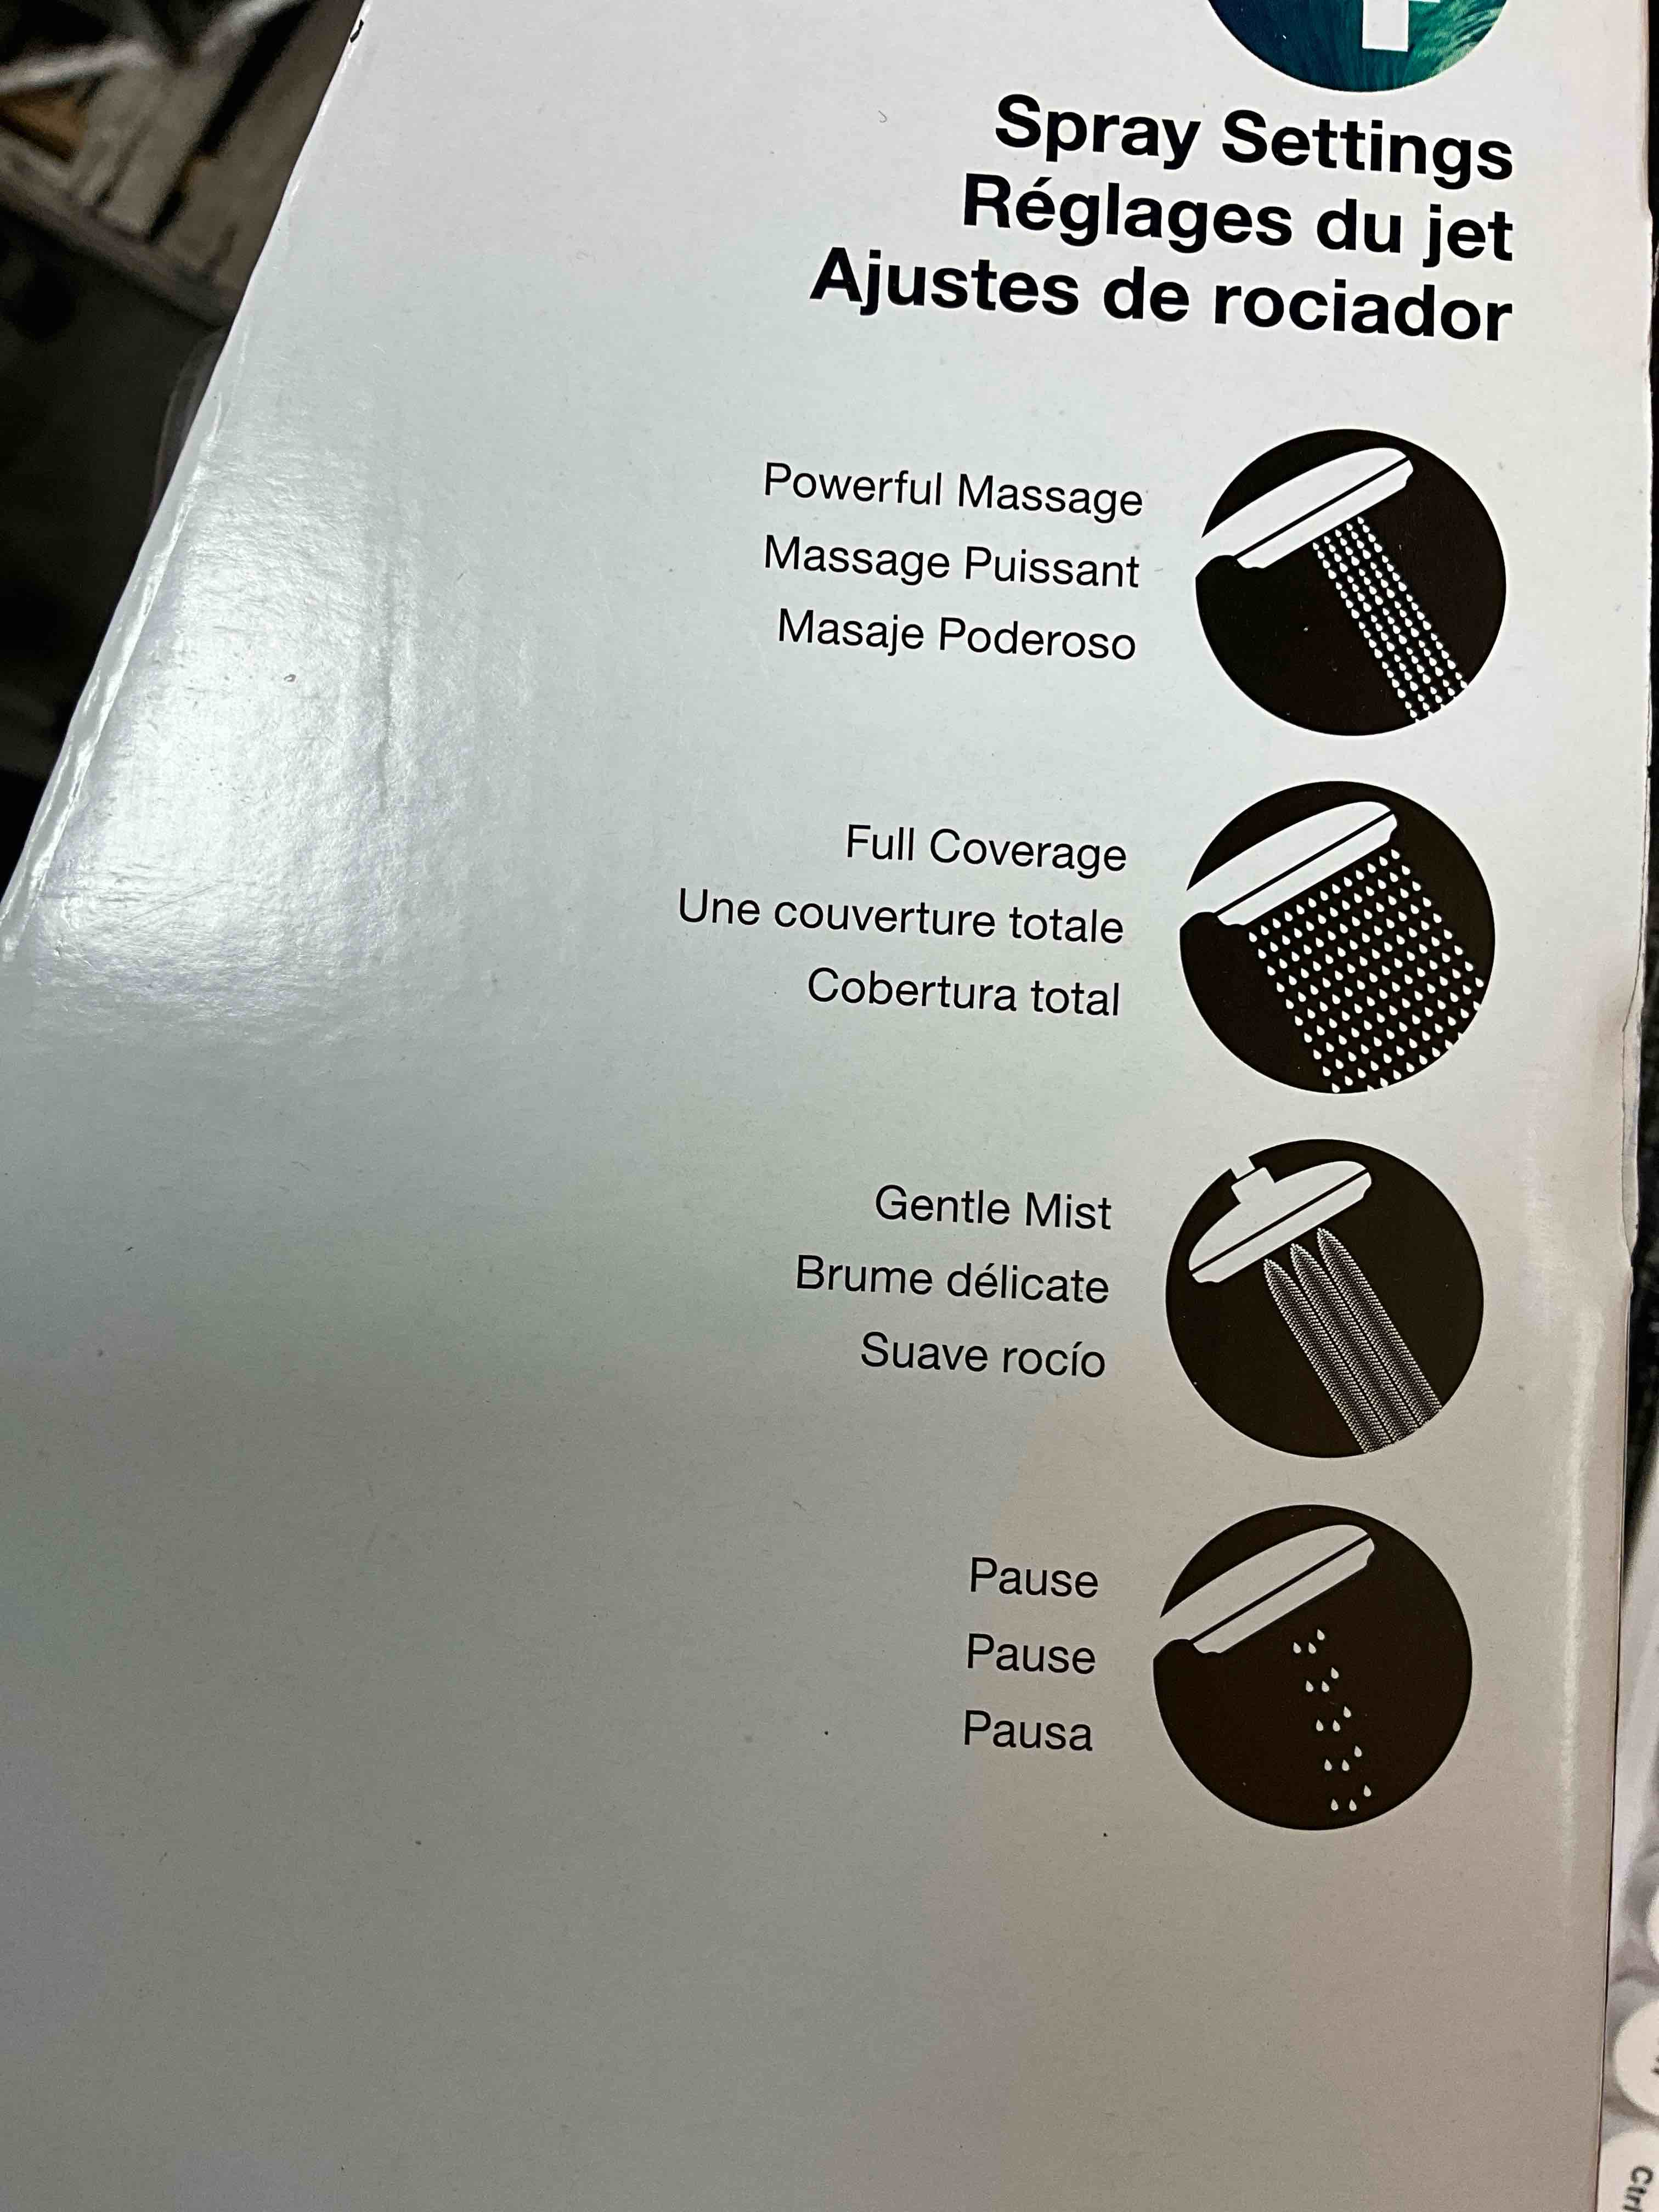 Spray Settings
Réglages du jet
Ajustes de rociador
Powerful Massage
Massage Puissant
Masaje Poderoso
Full Coverage
Une couverture totale
Cobertura total
Gentle Mist
Brume délicate
Suave rocío
Pause
Pause
Pausa